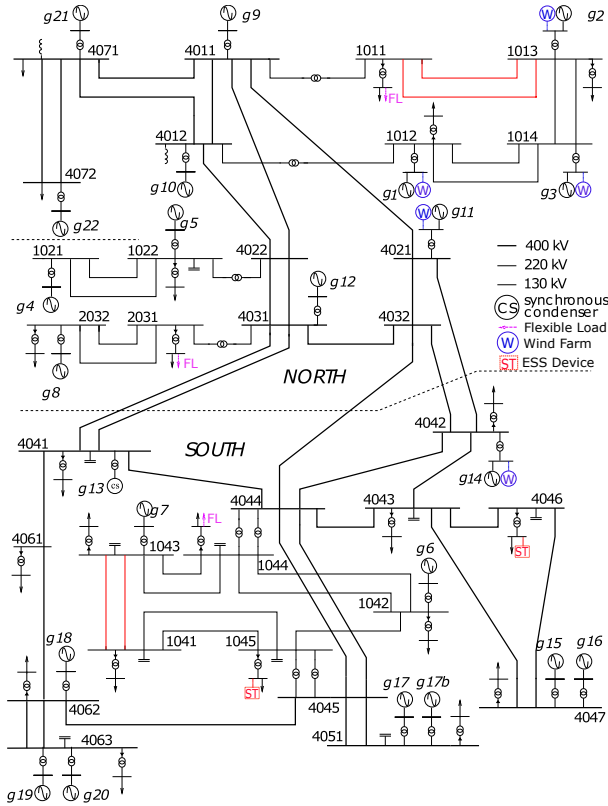 g21
g9
W
g2
4071
4011
1011
1013
FL
4012
1012
1014
g10
g1
W
g3
W
4072
g22
g5
W
g11
1021
1022
4022
4021
400 kV
220 kV
130 kV
g4
g12
CS synchronous
condenser
Flexible Load
W Wind Farm
ST ESS Device
2032
2031
4031
4032
g8
FL
NORTH
4042
SOUTH
4041
g13
cs
g14
W
4044
4043
4046
g7
FL
ST
4061
1043
1044
g6
1042
1041
1045
g18
ST
g15
g16
g17
g17b
4062
4045
4047
4063
4051
g19
g20